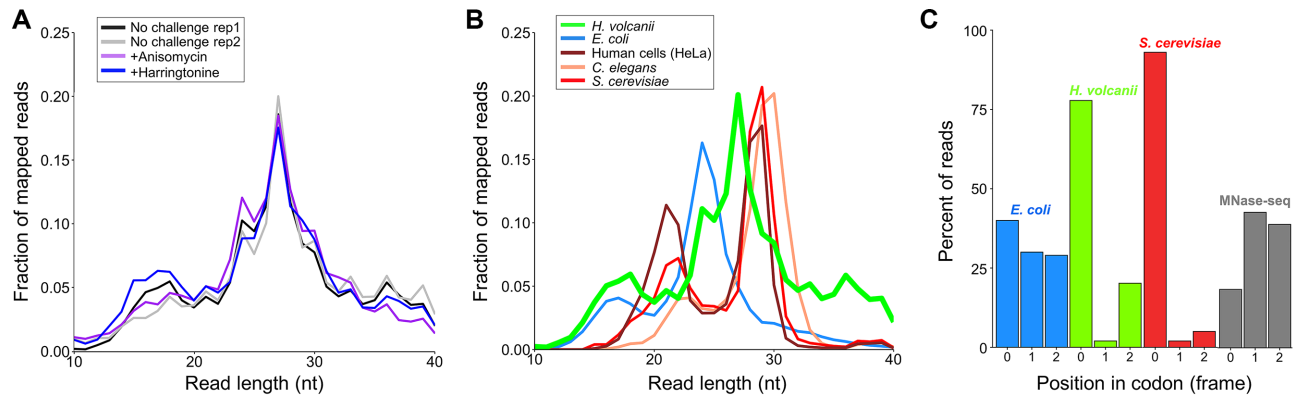 A
No challenge rep1
No challenge rep2
+Anisomycin
+Harringtonine
Fraction of mapped reads
0.25
0.20
0.15
0.10
0.05
0.00
10
20
30
40
Read length (nt)
B
H. volcanii
E. coli
Human cells (HeLa)
C. elegans
S. cerevisiae
Fraction of mapped reads
0.25
0.20
0.15
0.10
0.05
0.00
10
20
30
40
Read length (nt)
C
Percent of reads
100
75
50
25
0
E. coli
H. volcanii
S. cerevisiae
MNase-seq
0 1 2 0 1 2 0 1 2 0 1 2
Position in codon (frame)